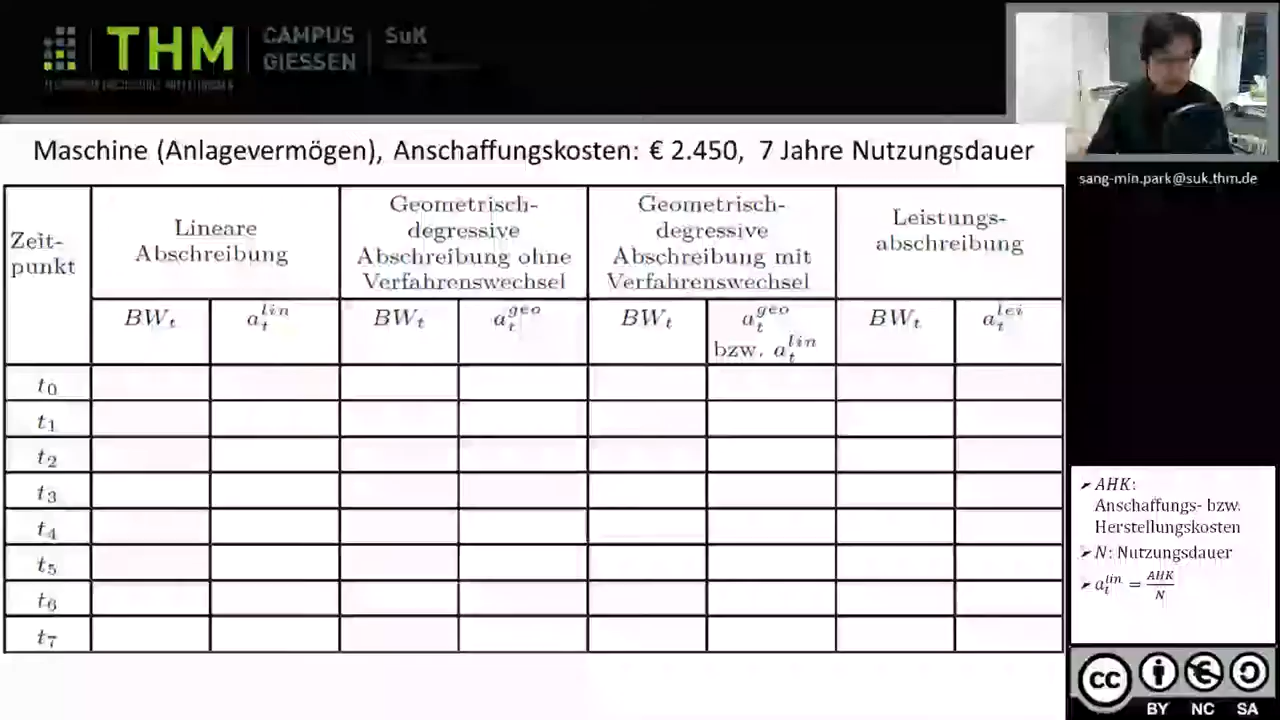 THM
CAMPUS
GIESSEN
SuK
Maschine (Anlagevermögen), Anschaffungskosten: € 2.450, 7 Jahre Nutzungsdauer
sang-min.park@suk.thm.de
Zeit-
punkt
Lineare
Abschreibung
Geometrisch-
degressive
Abschreibung ohne
Verfahrenswechsel
Geometrisch-
degressive
Abschreibung mit
Verfahrenswechsel
Leistungs-
abschreibung
BW_t a_t^{lin} BW_t a_t^{geo} BW_t a_t^{geo} BW_t a_t^{lei}
bzw. a_t^{lin}
t_0
t_1
t_2
t_3
t_4
t_5
t_6
t_7
➢ AHK:
Anschaffungs- bzw.
Herstellungskosten
➢ N: Nutzungsdauer
➢ a_t^{lin} = AHK/N
cc
BY NC SA